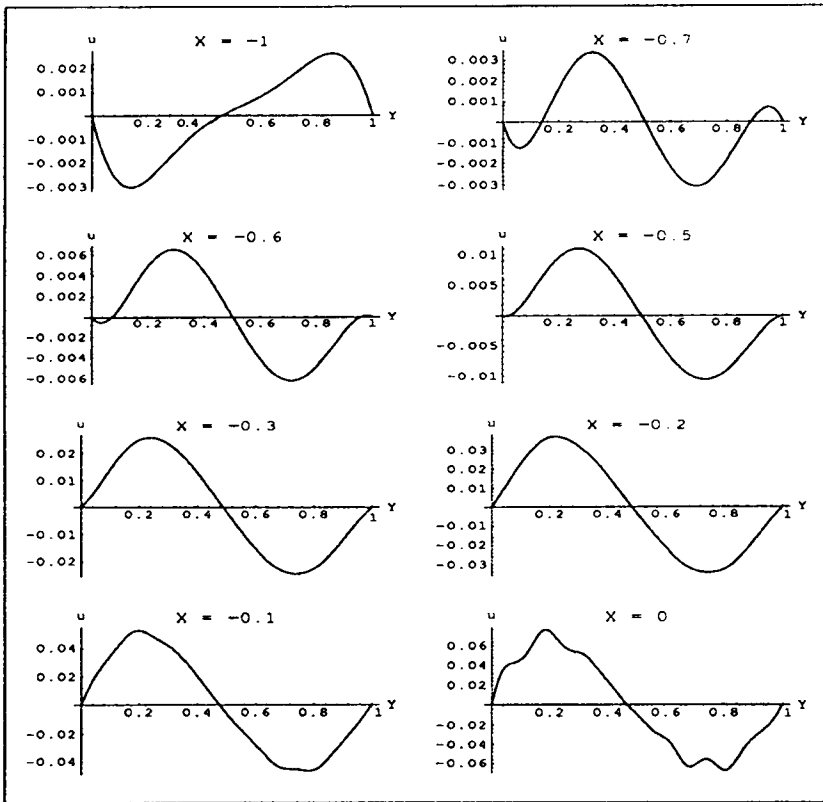 u X = -1
0.002
0.001
0.2 0.4 0.6 0.8 1 Y
-0.001
-0.002
-0.003
u X = -0.7
0.003
0.002
0.001
0.2 0.4 0.6 0.8 1 Y
-0.001
-0.002
-0.003
u X = -0.6
0.006
0.004
0.002
0.2 0.4 0.6 0.8 1 Y
-0.002
-0.004
-0.006
u X = -0.5
0.01
0.005
0.2 0.4 0.6 0.8 1 Y
-0.005
-0.01
u X = -0.3
0.02
0.01
0.2 0.4 0.6 0.8 1 Y
-0.01
-0.02
u X = -0.2
0.03
0.02
0.01
0.2 0.4 0.6 0.8 1 Y
-0.01
-0.02
-0.03
u X = -0.1
0.04
0.02
0.2 0.4 0.6 0.8 1 Y
-0.02
-0.04
u X = 0
0.06
0.04
0.02
0.2 0.4 0.6 0.8 1 Y
-0.02
-0.04
-0.06